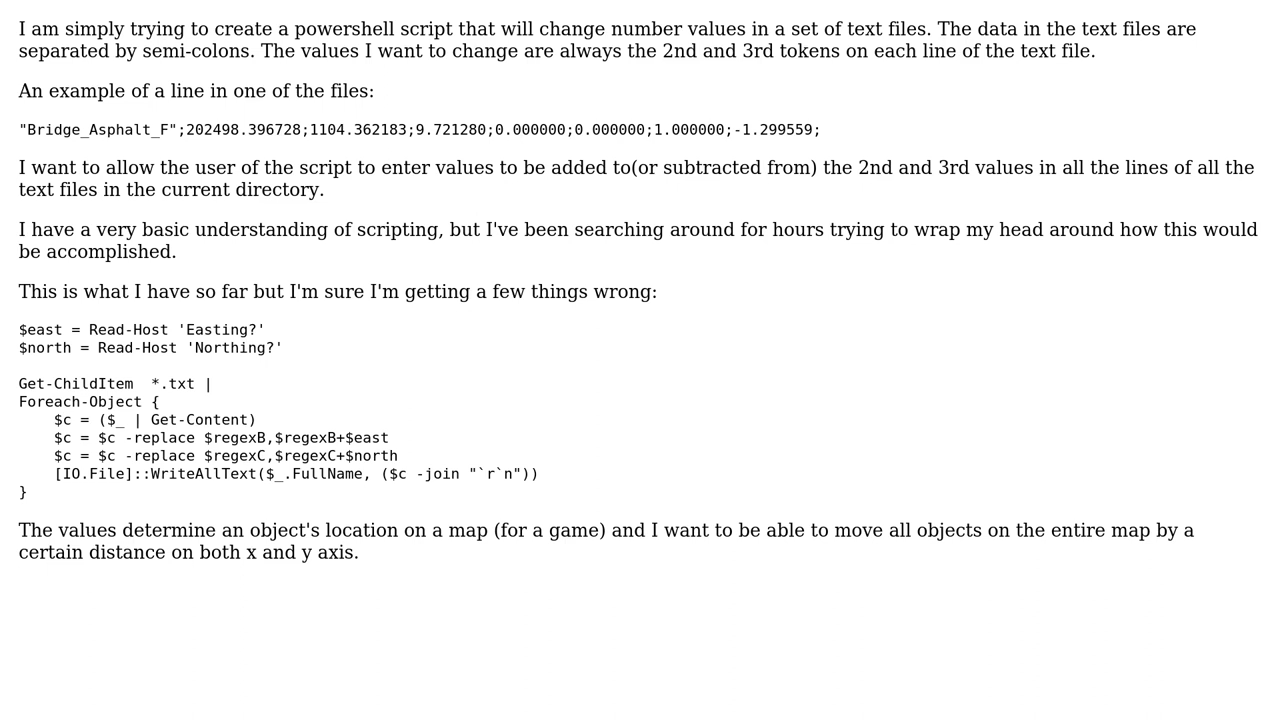 I am simply trying to create a powershell script that will change number values in a set of text files. The data in the text files are
separated by semi-colons. The values I want to change are always the 2nd and 3rd tokens on each line of the text file.
An example of a line in one of the files:
"Bridge_Asphalt_F";202498.396728;1104.362183;9.721280;0.000000;0.000000;1.000000;-1.299559;
I want to allow the user of the script to enter values to be added to(or subtracted from) the 2nd and 3rd values in all the lines of all the
text files in the current directory.
I have a very basic understanding of scripting, but I've been searching around for hours trying to wrap my head around how this would
be accomplished.
This is what I have so far but I'm sure I'm getting a few things wrong:
$east = Read-Host 'Easting?'
$north = Read-Host 'Northing?'
Get-ChildItem  *.txt |
Foreach-Object {
    $c = ($_ | Get-Content)
    $c = $c -replace $regexB,$regexB+$east
    $c = $c -replace $regexC,$regexC+$north
    [IO.File]::WriteAllText($_.FullName, ($c -join "`r`n"))
}
The values determine an object's location on a map (for a game) and I want to be able to move all objects on the entire map by a
certain distance on both x and y axis.